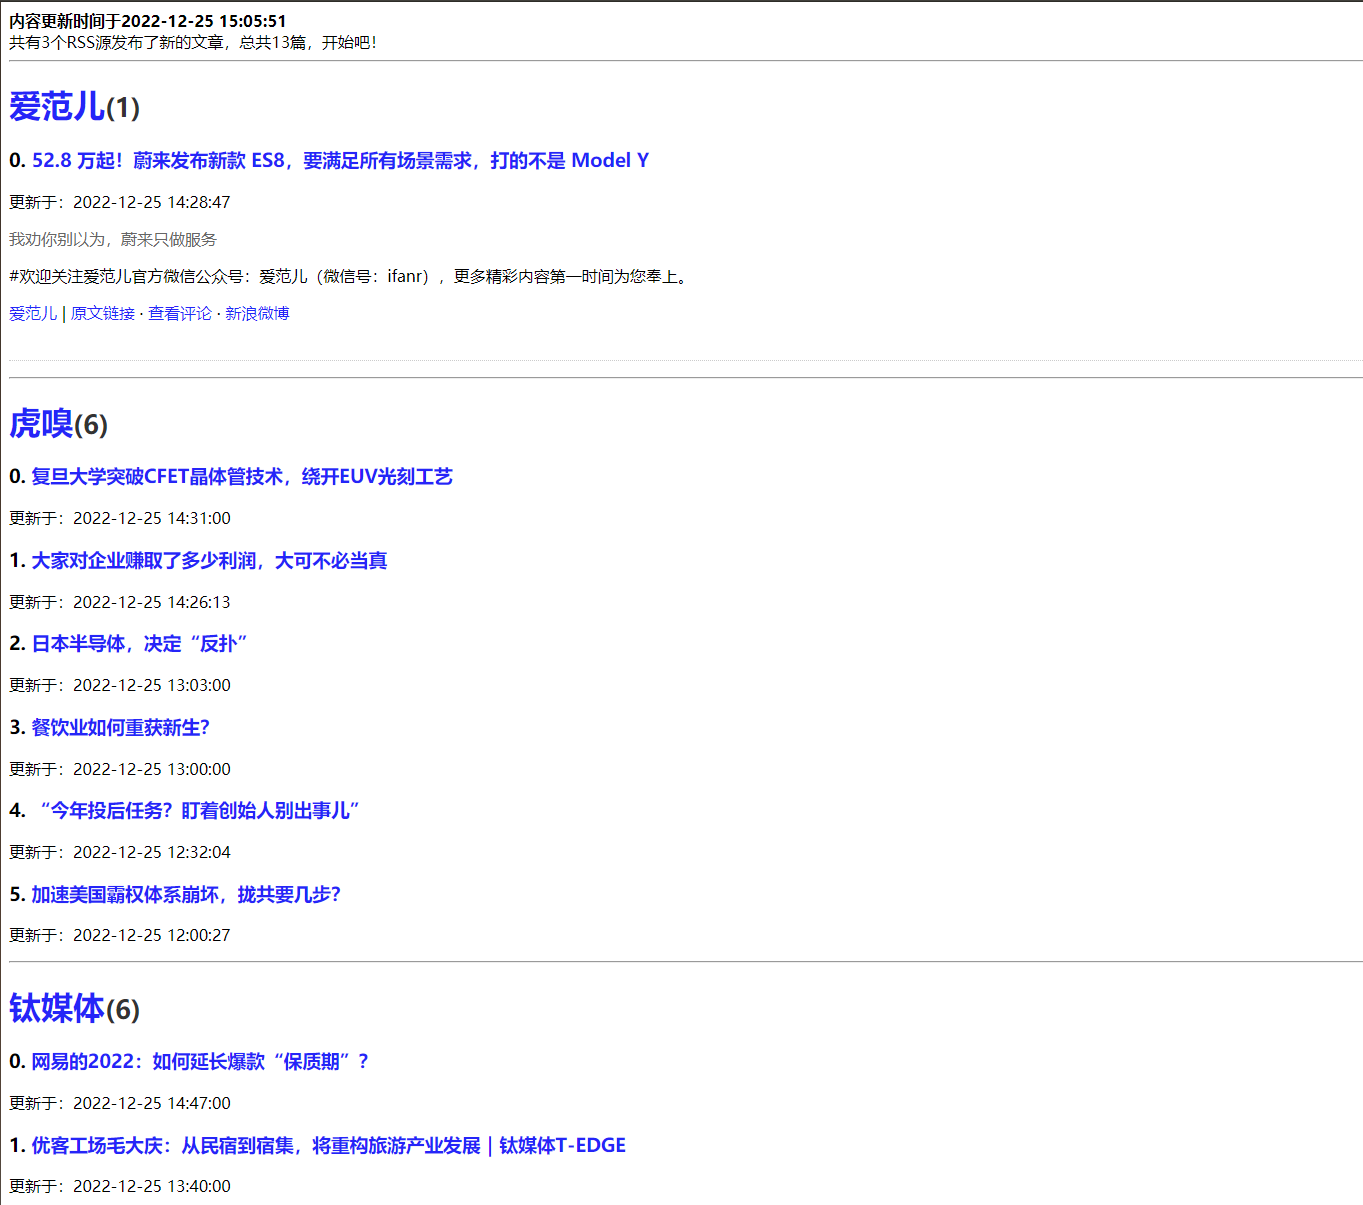 内容更新时间于2022-12-25 15:05:51
共有3个RSS源发布了新的文章，总共13篇，开始吧！
爱范儿(1)
0. 52.8 万起！蔚来发布新款 ES8，要满足所有场景需求，打的不是 Model Y
更新于：2022-12-25 14:28:47
我劝你别以为，蔚来只做服务
#欢迎关注爱范儿官方微信公众号：爱范儿（微信号：ifanr），更多精彩内容第一时间为您奉上。
爱范儿 | 原文链接 · 查看评论 · 新浪微博
虎嗅(6)
0. 复旦大学突破CFET晶体管技术，绕开EUV光刻工艺
更新于：2022-12-25 14:31:00
1. 大家对企业赚取了多少利润，大可不必当真
更新于：2022-12-25 14:26:13
2. 日本半导体，决定“反扑”
更新于：2022-12-25 13:03:00
3. 餐饮业如何重获新生？
更新于：2022-12-25 13:00:00
4. “今年投后任务？盯着创始人别出事儿”
更新于：2022-12-25 12:32:04
5. 加速美国霸权体系崩坏，拢共要几步？
更新于：2022-12-25 12:00:27
钛媒体(6)
0. 网易的2022：如何延长爆款“保质期”？
更新于：2022-12-25 14:47:00
1. 优客工场毛大庆：从民宿到宿集，将重构旅游产业发展｜钛媒体T-EDGE
更新于：2022-12-25 13:40:00